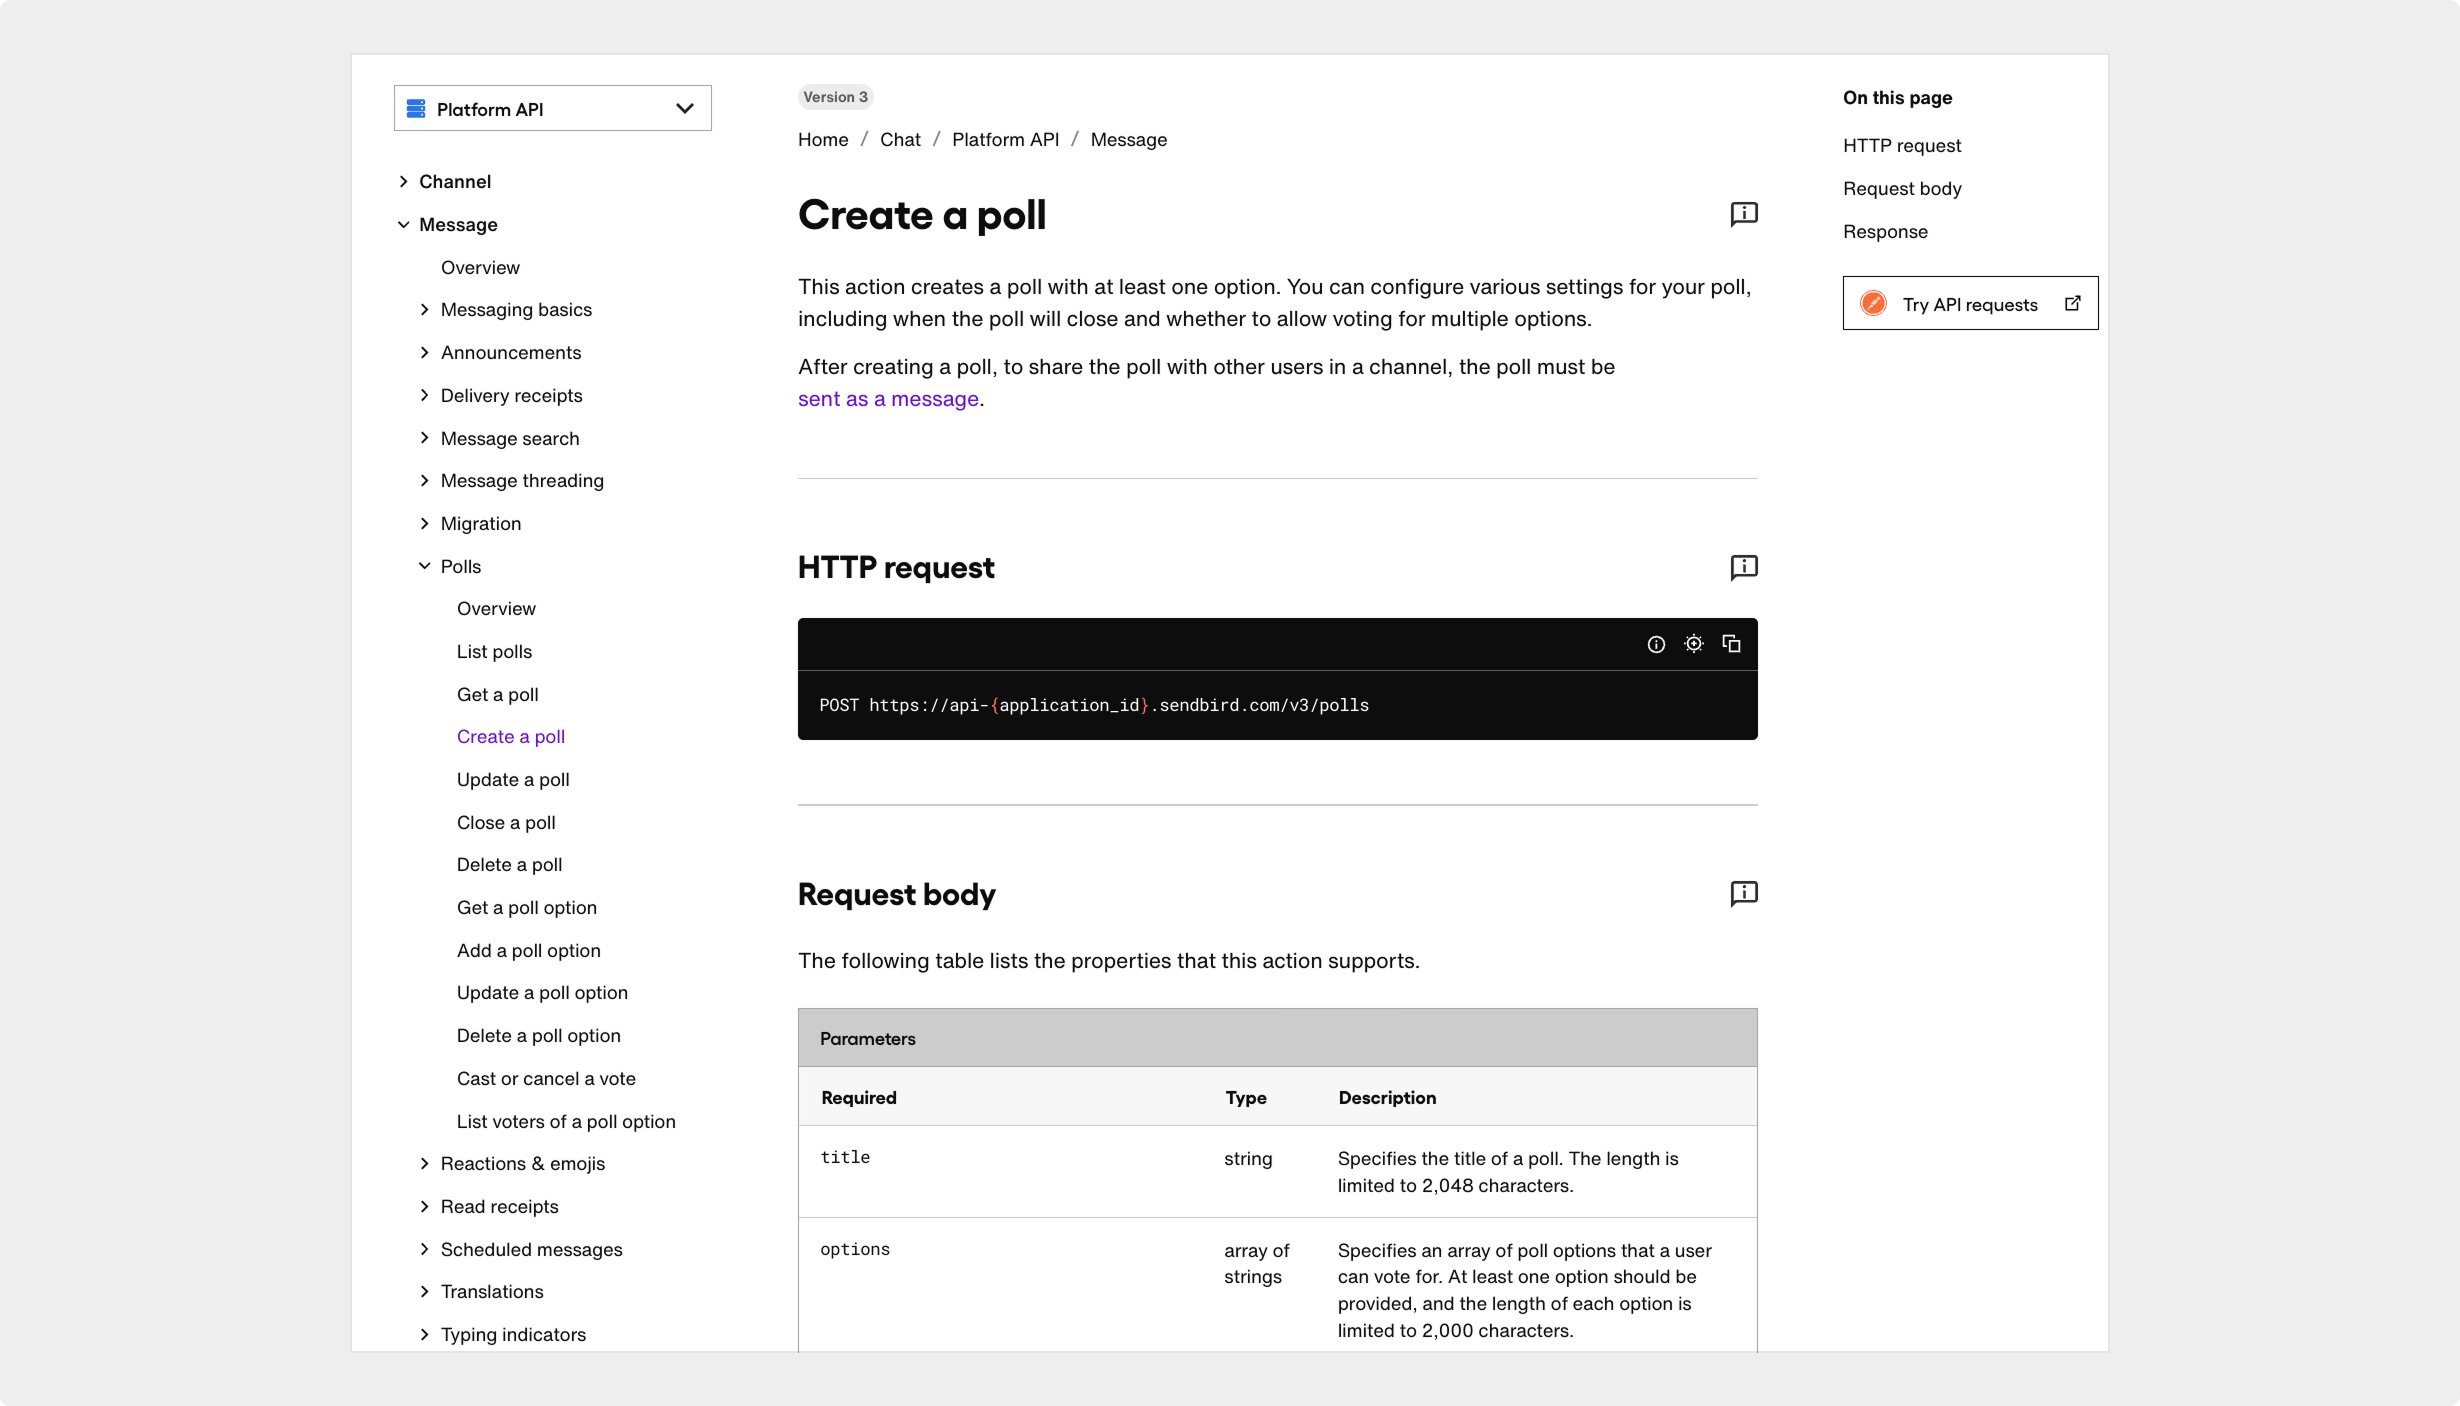 Platform API
Channel
Message
Overview
Messaging basics
Announcements
Delivery receipts
Message search
Message threading
Migration
Polls
Overview
List polls
Get a poll
Create a poll
Update a poll
Close a poll
Delete a poll
Get a poll option
Add a poll option
Update a poll option
Delete a poll option
Cast or cancel a vote
List voters of a poll option
Reactions & emojis
Read receipts
Scheduled messages
Translations
Typing indicators
Version 3
Home / Chat / Platform API / Message
Create a poll
This action creates a poll with at least one option. You can configure various settings for your poll,
including when the poll will close and whether to allow voting for multiple options.
After creating a poll, to share the poll with other users in a channel, the poll must be
sent as a message.
HTTP request
POST https://api-{application_id}.sendbird.com/v3/polls
Request body
The following table lists the properties that this action supports.
Parameters
Required Type Description
title string Specifies the title of a poll. The length is
limited to 2,048 characters.
options array of Specifies an array of poll options that a user
strings can vote for. At least one option should be
provided, and the length of each option is
limited to 2,000 characters.
On this page
HTTP request
Request body
Response
Try API requests